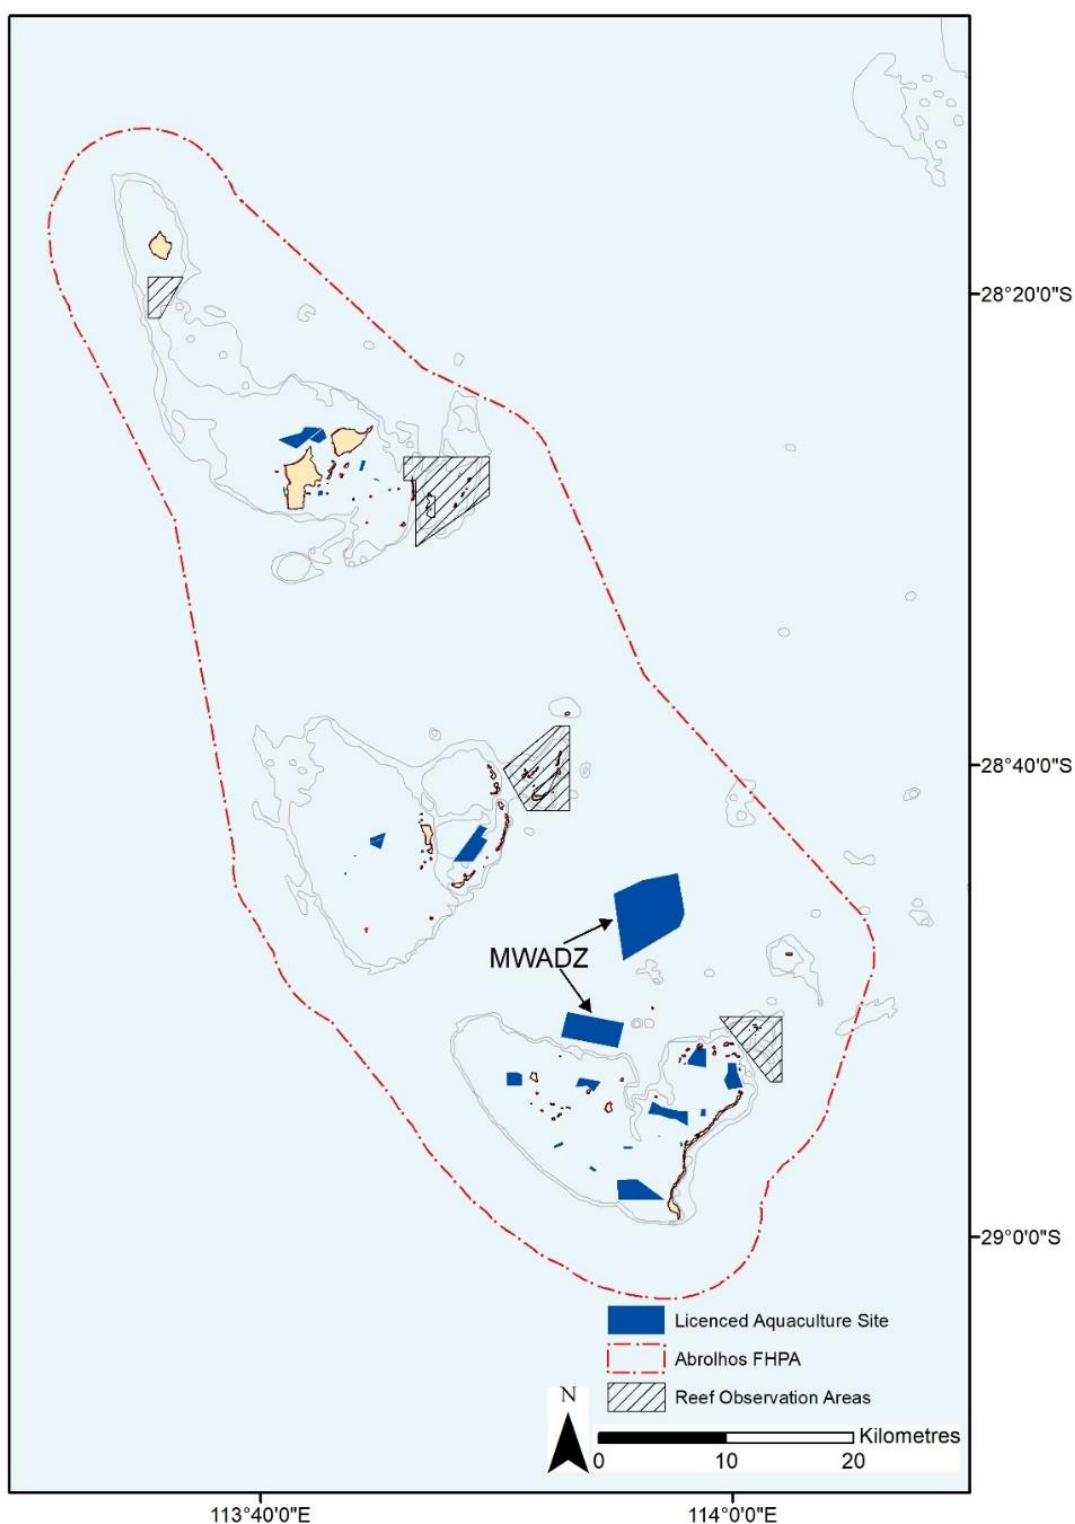 28°20'0"S
28°40'0"S
MWADZ
29°0'0"S
Licenced Aquaculture Site
Abrolhos FHPA
Reef Observation Areas
N
Kilometres
0 10 20
113°40'0"E 114°0'0"E